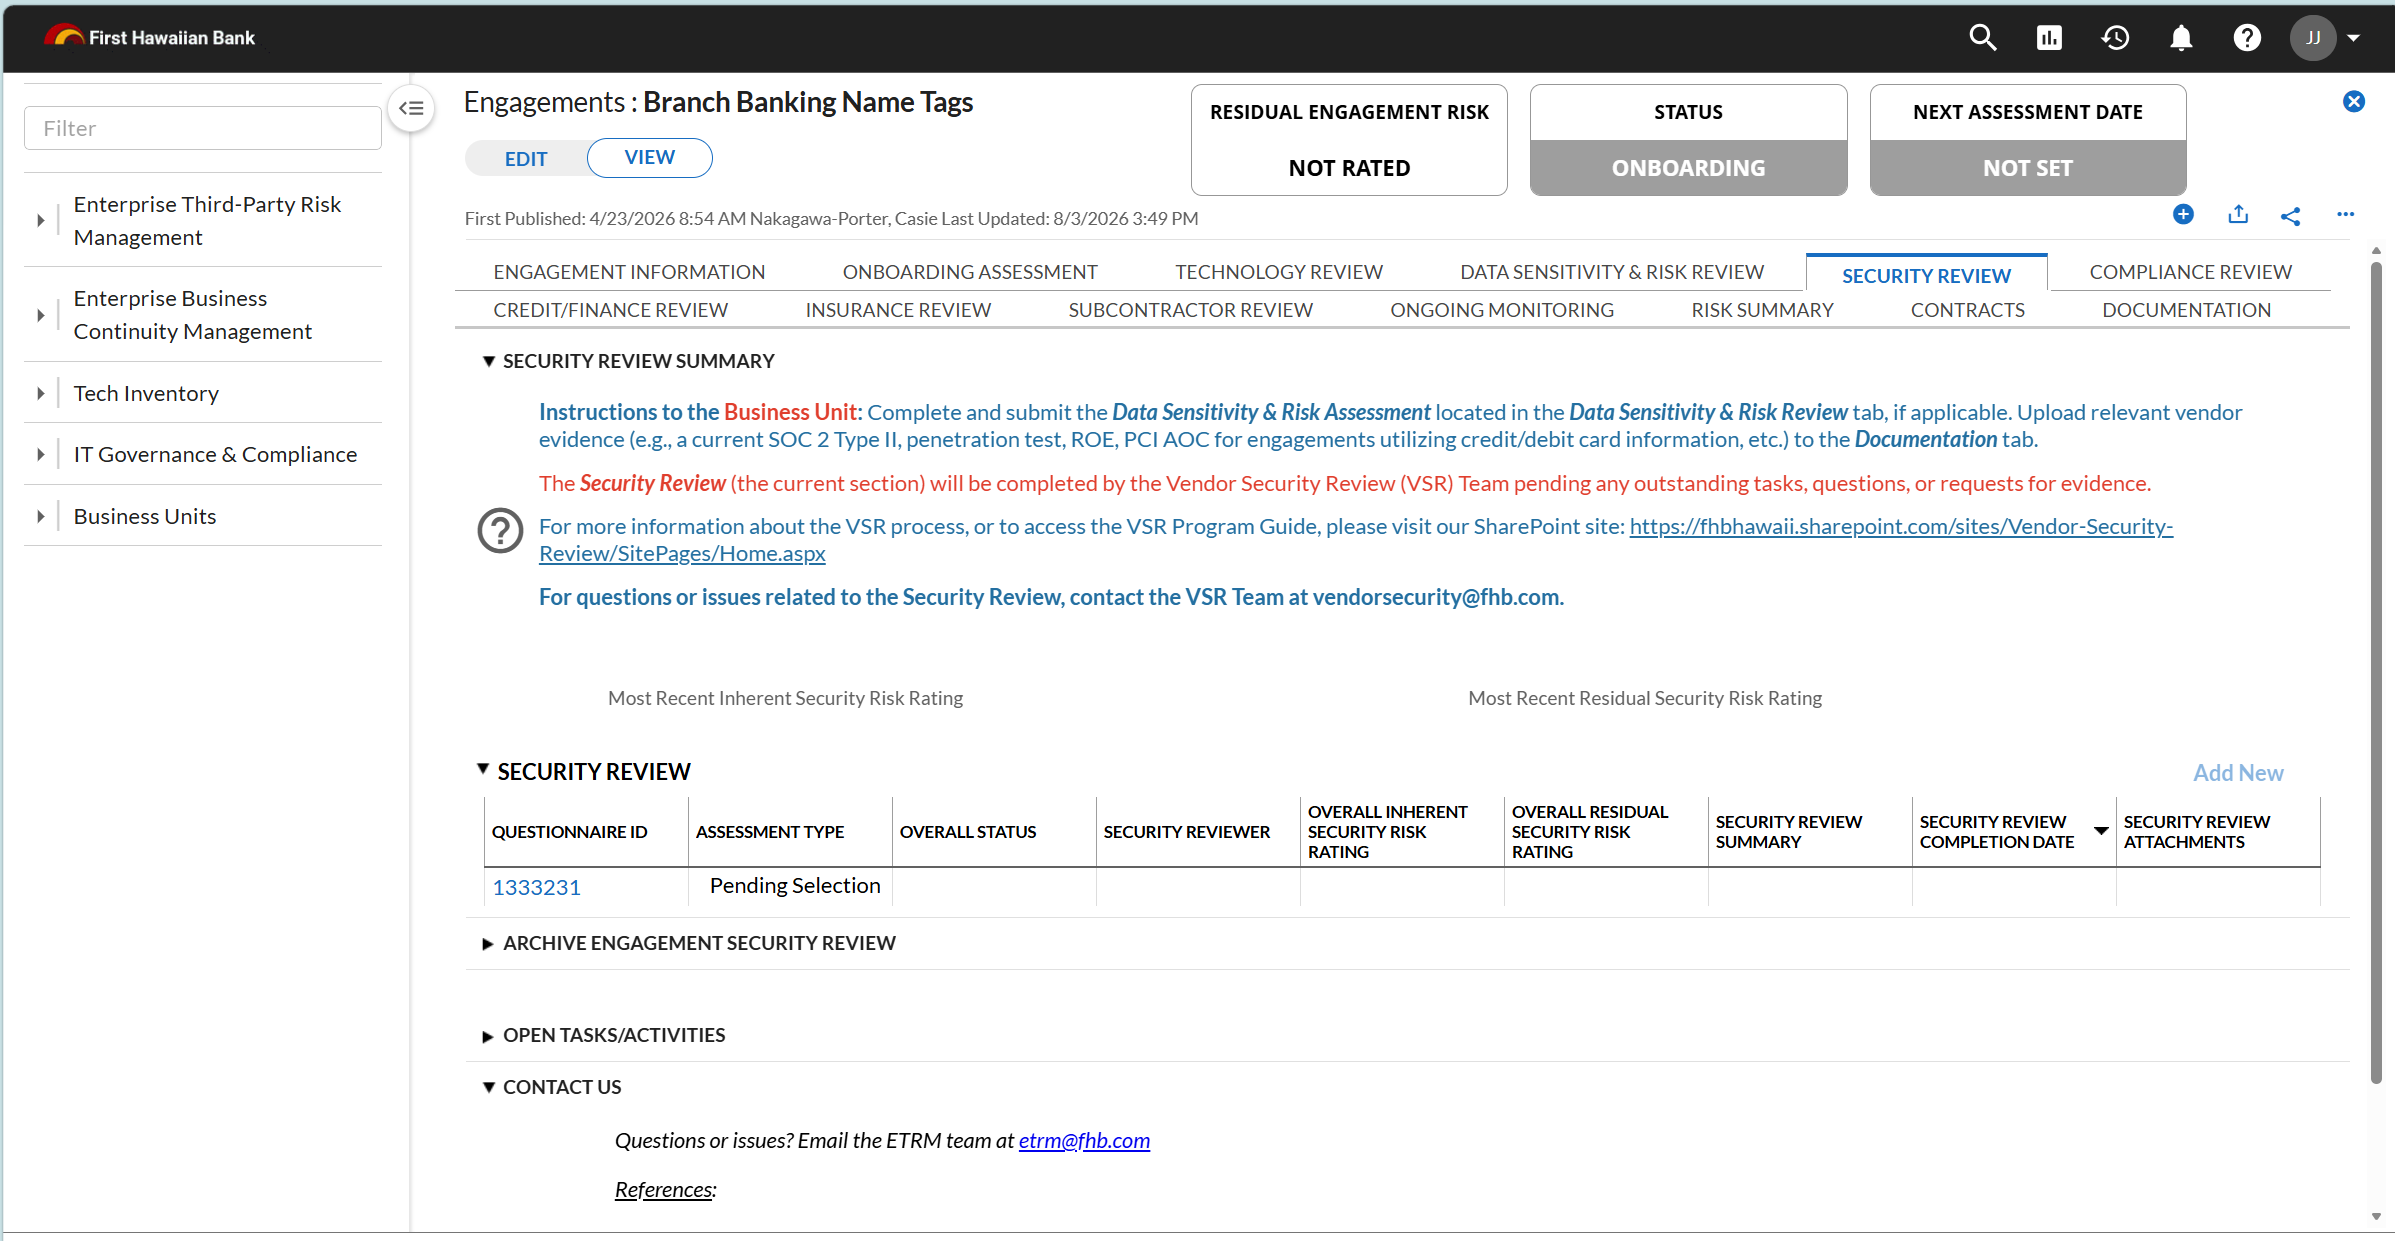 First Hawaiian Bank
JJ
Filter
Enterprise Third-Party Risk
Management
Enterprise Business
Continuity Management
Tech Inventory
IT Governance & Compliance
Business Units
Engagements : Branch Banking Name Tags
EDIT
VIEW
RESIDUAL ENGAGEMENT RISK
NOT RATED
STATUS
ONBOARDING
NEXT ASSESSMENT DATE
NOT SET
First Published: 4/23/2026 8:54 AM Nakagawa-Porter, Casie Last Updated: 8/3/2026 3:49 PM
ENGAGEMENT INFORMATION
ONBOARDING ASSESSMENT
TECHNOLOGY REVIEW
DATA SENSITIVITY & RISK REVIEW
SECURITY REVIEW
COMPLIANCE REVIEW
CREDIT/FINANCE REVIEW
INSURANCE REVIEW
SUBCONTRACTOR REVIEW
ONGOING MONITORING
RISK SUMMARY
CONTRACTS
DOCUMENTATION
SECURITY REVIEW SUMMARY
Instructions to the Business Unit: Complete and submit the Data Sensitivity & Risk Assessment located in the Data Sensitivity & Risk Review tab, if applicable. Upload relevant vendor
evidence (e.g., a current SOC 2 Type II, penetration test, ROE, PCI AOC for engagements utilizing credit/debit card information, etc.) to the Documentation tab.
The Security Review (the current section) will be completed by the Vendor Security Review (VSR) Team pending any outstanding tasks, questions, or requests for evidence.
For more information about the VSR process, or to access the VSR Program Guide, please visit our SharePoint site: https://fhbhawaii.sharepoint.com/sites/Vendor-Security-
Review/SitePages/Home.aspx
For questions or issues related to the Security Review, contact the VSR Team at vendorsecurity@fhb.com.
Most Recent Inherent Security Risk Rating
Most Recent Residual Security Risk Rating
SECURITY REVIEW
Add New
QUESTIONNAIRE ID
ASSESSMENT TYPE
OVERALL STATUS
SECURITY REVIEWER
OVERALL INHERENT
SECURITY RISK
RATING
OVERALL RESIDUAL
SECURITY RISK
RATING
SECURITY REVIEW
SUMMARY
SECURITY REVIEW
COMPLETION DATE
SECURITY REVIEW
ATTACHMENTS
1333231
Pending Selection
ARCHIVE ENGAGEMENT SECURITY REVIEW
OPEN TASKS/ACTIVITIES
CONTACT US
Questions or issues? Email the ETRM team at etrm@fhb.com
References: